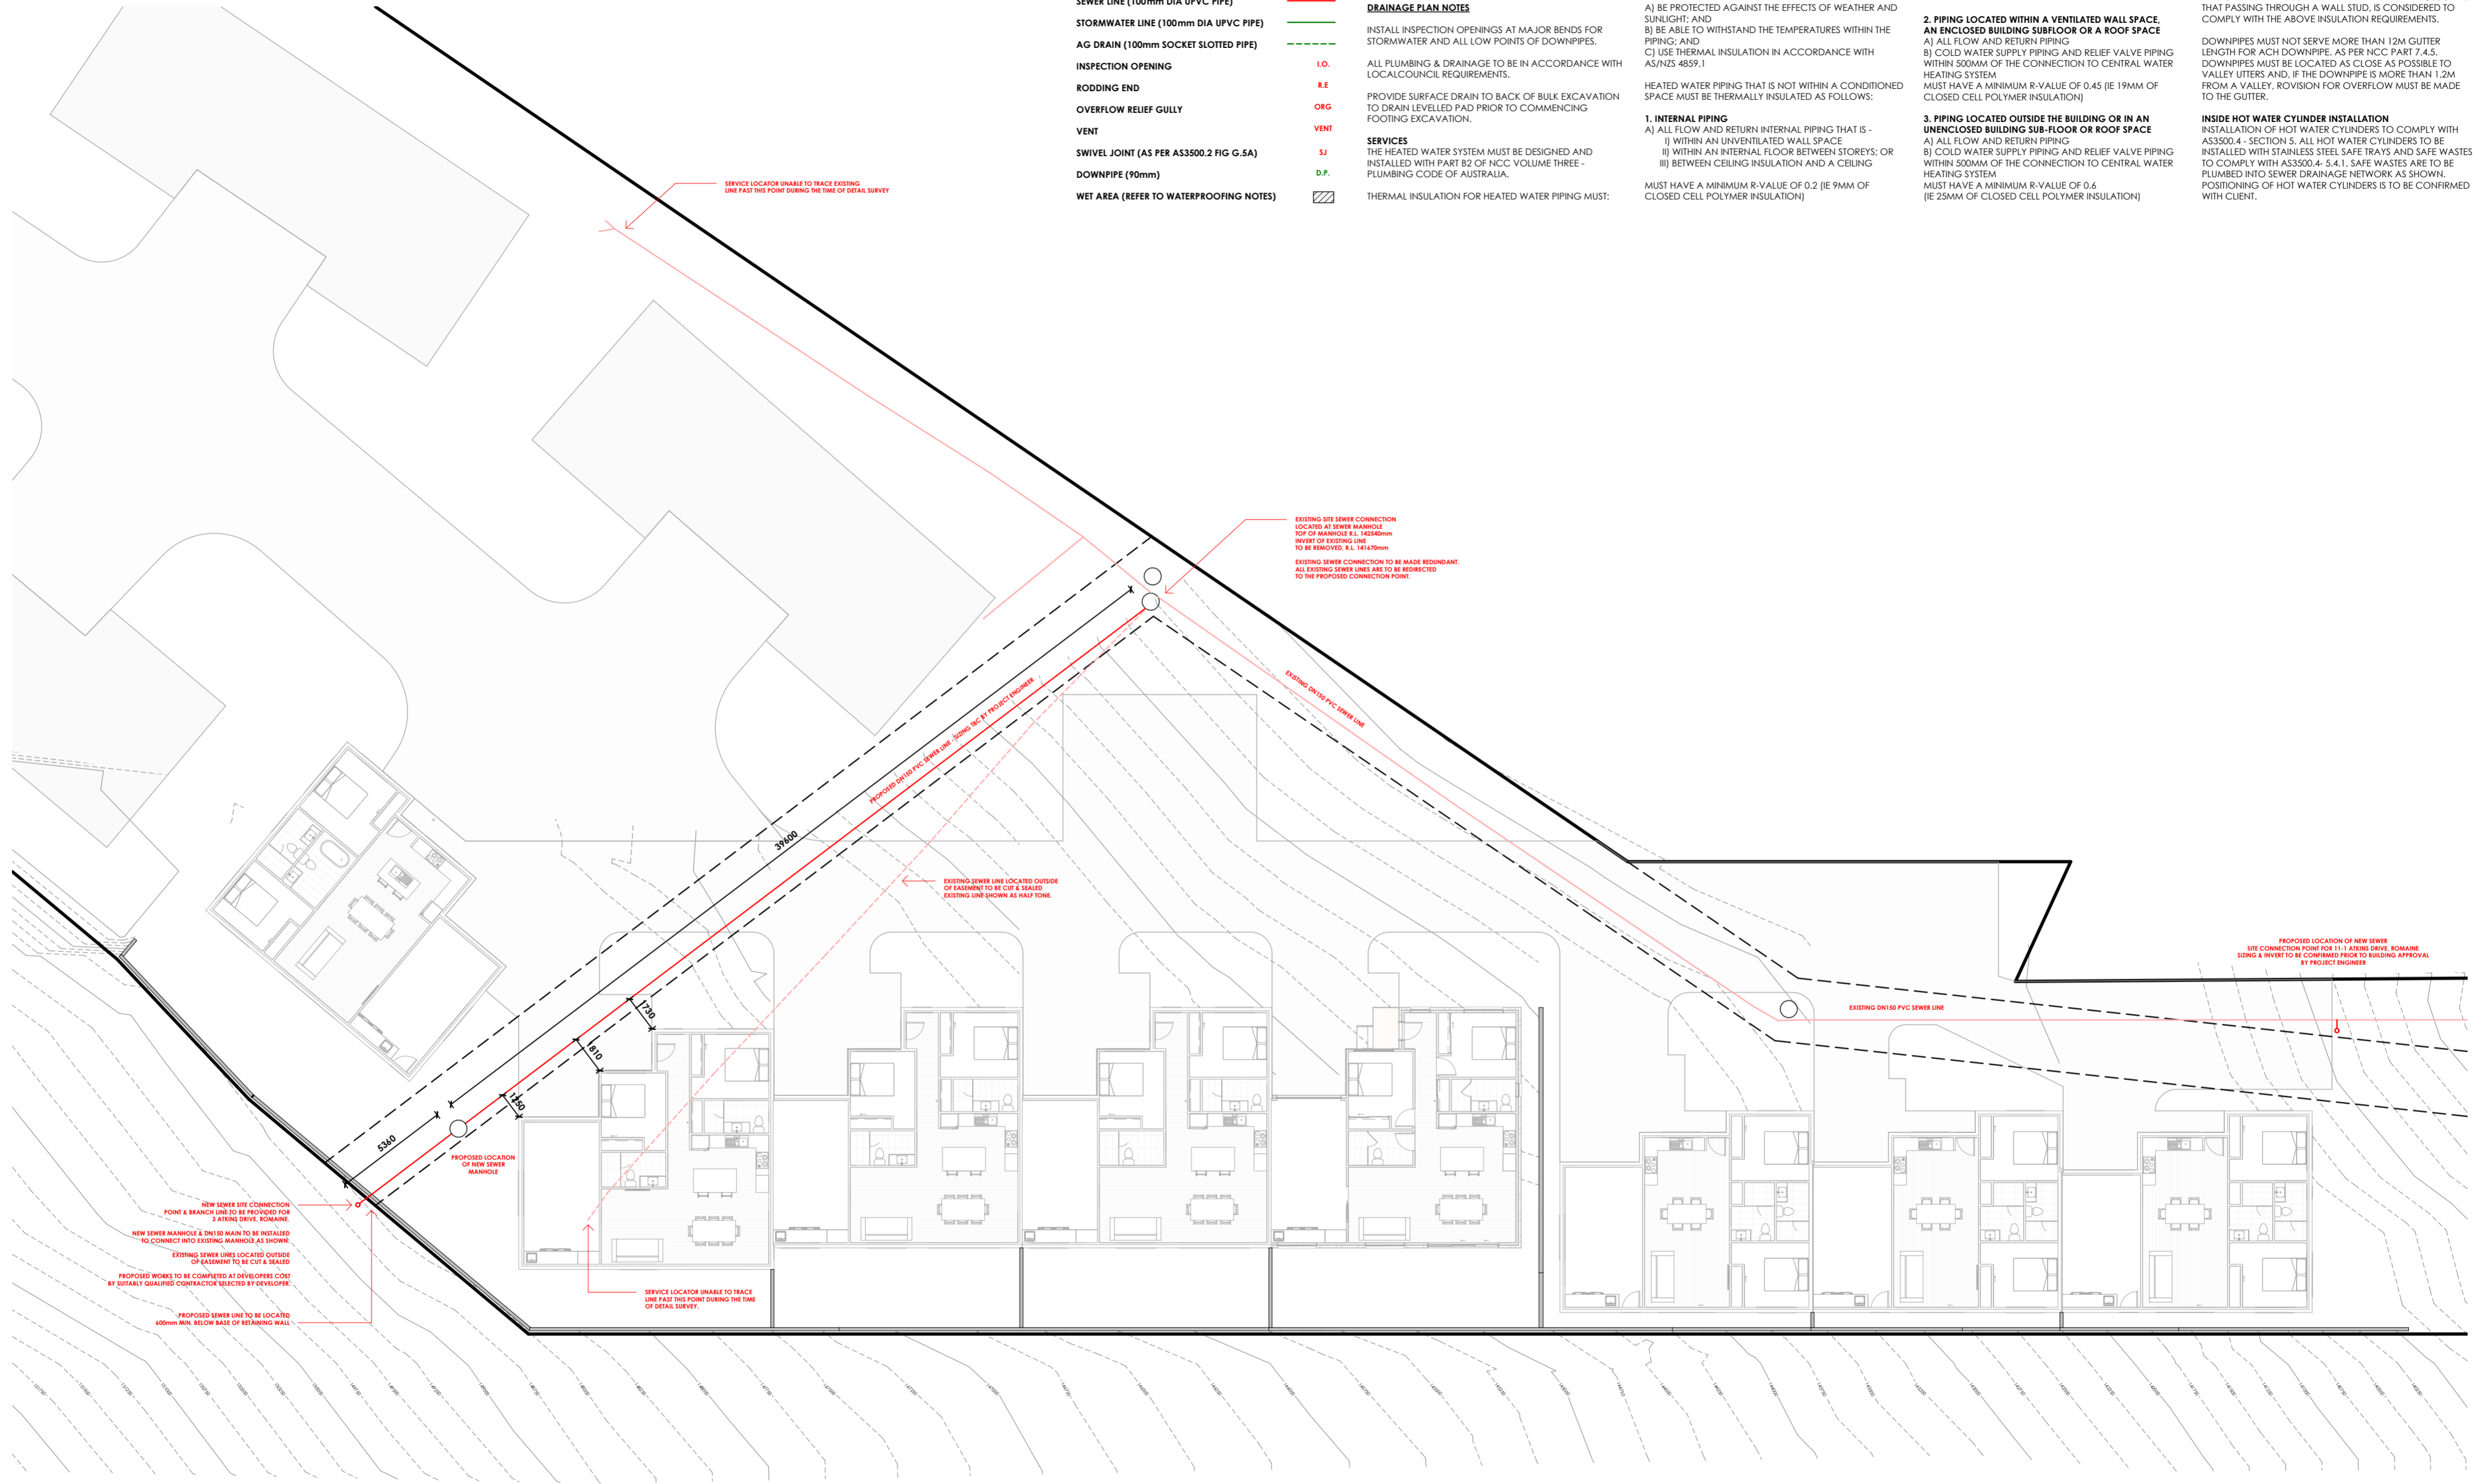 SEWER LINE (100mm DIA UPVC PIPE)
STORMWATER LINE (100mm DIA UPVC PIPE)
AG DRAIN (100mm SOCKET SLOTTED PIPE)
INSPECTION OPENING I.O.
RODDING END R.E
OVERFLOW RELIEF GULLY ORG
VENT VENT
SWIVEL JOINT (AS PER AS3500.2 FIG G.5A) SJ
DOWNPIPE (90mm) D.P.
WET AREA (REFER TO WATERPROOFING NOTES)
DRAINAGE PLAN NOTES
INSTALL INSPECTION OPENINGS AT MAJOR BENDS FOR
STORMWATER AND ALL LOW POINTS OF DOWNPIPES.
ALL PLUMBING & DRAINAGE TO BE IN ACCORDANCE WITH
LOCALCOUNCIL REQUIREMENTS.
PROVIDE SURFACE DRAIN TO BACK OF BULK EXCAVATION
TO DRAIN LEVELLED PAD PRIOR TO COMMENCING
FOOTING EXCAVATION.
SERVICES
THE HEATED WATER SYSTEM MUST BE DESIGNED AND
INSTALLED WITH PART B2 OF NCC VOLUME THREE -
PLUMBING CODE OF AUSTRALIA.
THERMAL INSULATION FOR HEATED WATER PIPING MUST:
A) BE PROTECTED AGAINST THE EFFECTS OF WEATHER AND
SUNLIGHT; AND
B) BE ABLE TO WITHSTAND THE TEMPERATURES WITHIN THE
PIPING; AND
C) USE THERMAL INSULATION IN ACCORDANCE WITH
AS/NZS 4859.1
HEATED WATER PIPING THAT IS NOT WITHIN A CONDITIONED
SPACE MUST BE THERMALLY INSULATED AS FOLLOWS:
1. INTERNAL PIPING
A) ALL FLOW AND RETURN INTERNAL PIPING THAT IS -
I) WITHIN AN UNVENTILATED WALL SPACE
II) WITHIN AN INTERNAL FLOOR BETWEEN STOREYS; OR
III) BETWEEN CEILING INSULATION AND A CEILING
MUST HAVE A MINIMUM R-VALUE OF 0.2 (IE 9MM OF
CLOSED CELL POLYMER INSULATION)
2. PIPING LOCATED WITHIN A VENTILATED WALL SPACE,
AN ENCLOSED BUILDING SUBFLOOR OR A ROOF SPACE
A) ALL FLOW AND RETURN PIPING
B) COLD WATER SUPPLY PIPING AND RELIEF VALVE PIPING
WITHIN 500MM OF THE CONNECTION TO CENTRAL WATER
HEATING SYSTEM
MUST HAVE A MINIMUM R-VALUE OF 0.45 (IE 19MM OF
CLOSED CELL POLYMER INSULATION)
3. PIPING LOCATED OUTSIDE THE BUILDING OR IN AN
UNENCLOSED BUILDING SUB-FLOOR OR ROOF SPACE
A) ALL FLOW AND RETURN PIPING
B) COLD WATER SUPPLY PIPING AND RELIEF VALVE PIPING
WITHIN 500MM OF THE CONNECTION TO CENTRAL WATER
HEATING SYSTEM
MUST HAVE A MINIMUM R-VALUE OF 0.6
(IE 25MM OF CLOSED CELL POLYMER INSULATION)
THAT PASSING THROUGH A WALL STUD, IS CONSIDERED TO
COMPLY WITH THE ABOVE INSULATION REQUIREMENTS.
DOWNPIPES MUST NOT SERVE MORE THAN 12M GUTTER
LENGTH FOR ACH DOWNPIPE. AS PER NCC PART 7.4.5.
DOWNPIPES MUST BE LOCATED AS CLOSE AS POSSIBLE TO
VALLEY UTTERS AND, IF THE DOWNPIPE IS MORE THAN 1.2M
FROM A VALLEY, ROVISION FOR OVERFLOW MUST BE MADE
TO THE GUTTER.
INSIDE HOT WATER CYLINDER INSTALLATION
INSTALLATION OF HOT WATER CYLINDERS TO COMPLY WITH
AS3500.4 - SECTION 5. ALL HOT WATER CYLINDERS TO BE
INSTALLED WITH STAINLESS STEEL SAFE TRAYS AND SAFE WASTES
TO COMPLY WITH AS3500.4- 5.4.1. SAFE WASTES ARE TO BE
PLUMBED INTO SEWER DRAINAGE NETWORK AS SHOWN.
POSITIONING OF HOT WATER CYLINDERS IS TO BE CONFIRMED
WITH CLIENT.
SERVICE LOCATOR UNABLE TO TRACE EXISTING
LINE PAST THIS POINT DURING THE TIME OF DETAIL SURVEY
EXISTING SITE SEWER CONNECTION
LOCATED AT SEWER MANHOLE
TOP OF MANHOLE R.L. 142540mm
INVERT OF EXISTING LINE
TO BE REMOVED, R.L. 141670mm
EXISTING SEWER CONNECTION TO BE MADE REDUNDANT.
ALL EXISTING SEWER LINES ARE TO BE REDIRECTED
TO THE PROPOSED CONNECTION POINT.
EXISTING DN150 PVC SEWER LINE
PROPOSED DN150 PVC SEWER LINE - SIZING TBC BY PROJECT ENGINEER
39600
EXISTING SEWER LINE LOCATED OUTSIDE
OF EASEMENT TO BE CUT & SEALED
EXISTING LINE SHOWN AS HALF TONE.
PROPOSED LOCATION OF NEW SEWER
SITE CONNECTION POINT FOR 11-1 ATKINS DRIVE, ROMAINE
SIZING & INVERT TO BE CONFIRMED PRIOR TO BUILDING APPROVAL
BY PROJECT ENGINEER
EXISTING DN150 PVC SEWER LINE
1730
1810
1250
5360
PROPOSED LOCATION
OF NEW SEWER
MANHOLE
NEW SEWER SITE CONNECTION
POINT & BRANCH LINE TO BE PROVIDED FOR
3 ATKINS DRIVE, ROMAINE.
NEW SEWER MANHOLE & DN150 MAIN TO BE INSTALLED
TO CONNECT INTO EXISTING MANHOLE AS SHOWN.
EXISTING SEWER LINES LOCATED OUTSIDE
OF EASEMENT TO BE CUT & SEALED
PROPOSED WORKS TO BE COMPLETED AT DEVELOPERS COST
BY SUITABLY QUALIFIED CONTRACTOR SELECTED BY DEVELOPER.
PROPOSED SEWER LINE TO BE LOCATED
600mm MIN. BELOW BASE OF RETAINING WALL
SERVICE LOCATOR UNABLE TO TRACE
LINE PAST THIS POINT DURING THE TIME
OF DETAIL SURVEY.